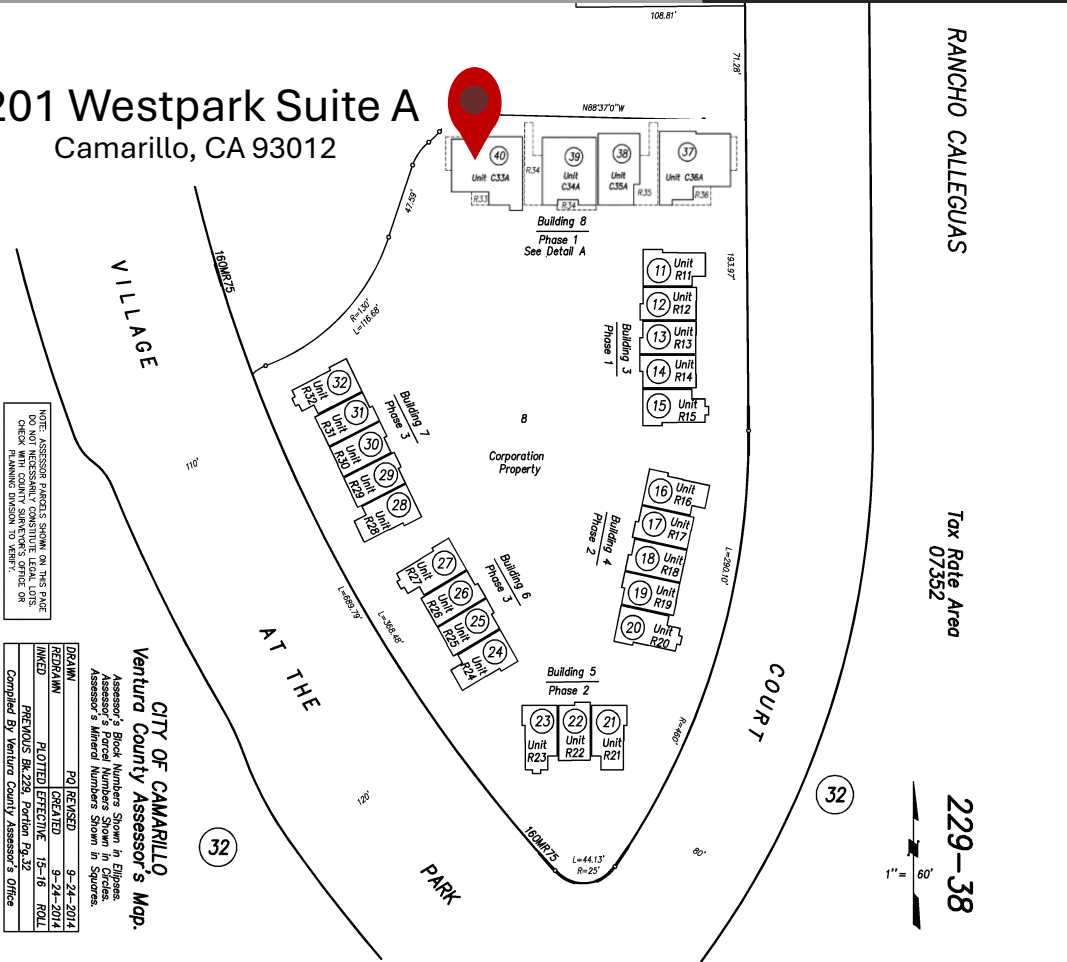 108.81'
71.28'
201 Westpark Suite A
Camarillo, CA 93012
N88°37'0"W
RANCHO CALLEGUAS
40
Unit C33A
R33
R34
39
Unit
C34A
R34
38
Unit
C35A
R35
37
Unit C36A
R36
47.59'
Building 8
Phase 1
See Detail A
160MR75
193.97'
VILLAGE
R=130'
L=116.68'
11 Unit
R11
12 Unit
R12
13 Unit
R13
14 Unit
R14
15 Unit
R15
Building 3
Phase 1
32
Unit
R32
31
Unit
R31
30
Unit
R30
29
Unit
R29
28
Unit
R28
Building 7
Phase 3
8
Corporation
Property
110'
NOTE: ASSESSOR PARCELS SHOWN ON THIS PAGE
DO NOT NECESSARILY CONSTITUTE LEGAL LOTS.
CHECK WITH COUNTY SURVEYOR'S OFFICE OR
PLANNING DIVISION TO VERIFY.
16 Unit
R16
17 Unit
R17
18 Unit
R18
19 Unit
R19
20 Unit
R20
Building 4
Phase 2
L=290.10'
Tax Rate Area
07352
27
Unit
R27
26
Unit
R26
25
Unit
R25
24
Unit
R24
Building 6
Phase 3
L=689.79'
L=368.48'
AT THE
Building 5
Phase 2
23
Unit
R23
22
Unit
R22
21
Unit
R21
R=460'
COURT
CITY OF CAMARILLO
Ventura County Assessor's Map.
Assessor's Block Numbers Shown in Ellipses.
Assessor's Parcel Numbers Shown in Circles.
Assessor's Mineral Numbers Shown in Squares.
DRAWN PQ REVISED 9-24-2014
REDRAWN CREATED 9-24-2014
INKED PLOTTED EFFECTIVE 15-16 ROLL
PREVIOUS Bk.229, Portion Pg.32
Compiled By Ventura County Assessor's Office
120'
32
160MR75
L=44.13'
R=25'
80'
32
PARK
1"= 60'
229-38